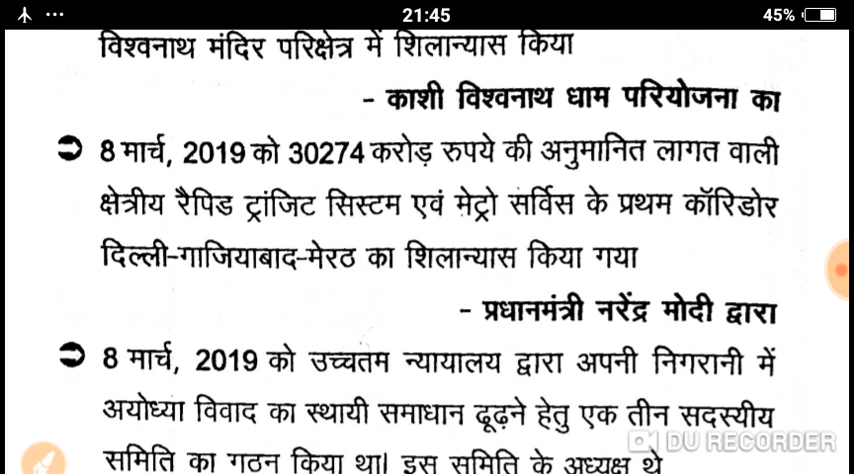 21:45
45%
विश्वनाथ मंदिर परिक्षेत्र में शिलान्यास किया
- काशी विश्वनाथ धाम परियोजना का
8 मार्च, 2019 को 30274 करोड़ रुपये की अनुमानित लागत वाली
क्षेत्रीय रैपिड ट्रांजिट सिस्टम एवं मेट्रो सर्विस के प्रथम कॉरिडोर
दिल्ली-गाजियाबाद-मेरठ का शिलान्यास किया गया
- प्रधानमंत्री नरेंद्र मोदी द्वारा
8 मार्च, 2019 को उच्चतम न्यायालय द्वारा अपनी निगरानी में
अयोध्या विवाद का स्थायी समाधान ढूढ़ने हेतु एक तीन सदस्यीय
समिति का गठन किया था। इस समिति के अध्यक्ष थे
DU RECORDER